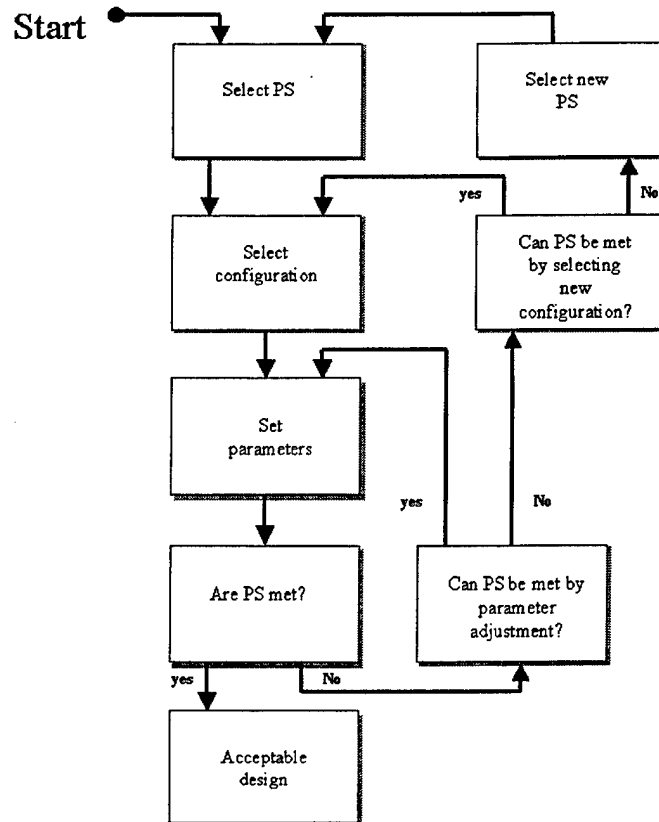 Start
Select PS
Select new
PS
yes
No
Select
configuration
Can PS be met
by selecting
new
configuration?
Set
parameters
yes
No
Are PS met?
Can PS be met by
parameter
adjustment?
yes
No
Acceptable
design